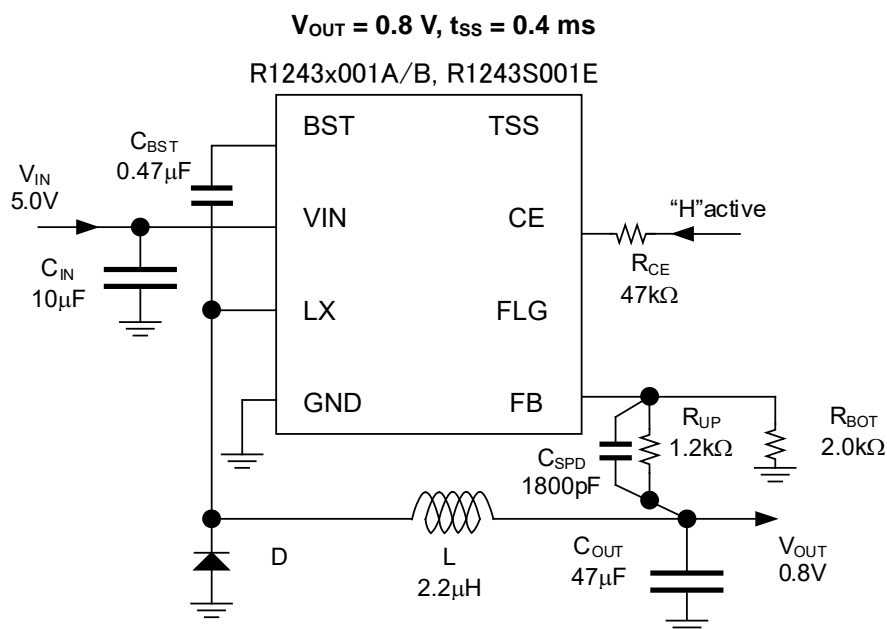 VOUT = 0.8 V, tSS = 0.4 ms
R1243x001A/B, R1243S001E
BST
TSS
CBST
0.47μF
VIN
5.0V
VIN
CE
"H"active
RCE
47kΩ
CIN
10μF
LX
FLG
GND
FB
RUP
1.2kΩ
RBOT
2.0kΩ
CSPD
1800pF
D
L
2.2μH
COUT
47μF
VOUT
0.8V